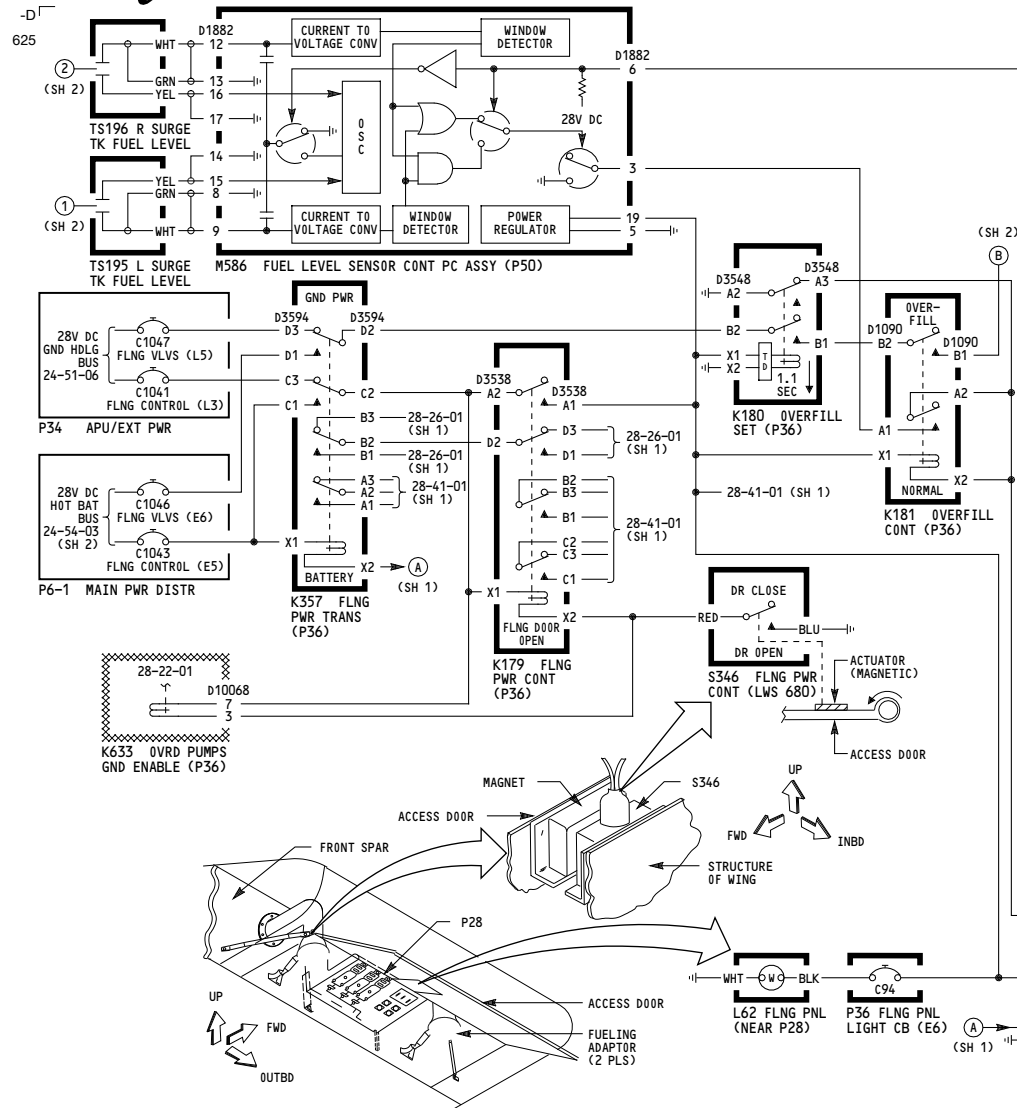 -D
625
D1882
WHT 12
GRN 13
YEL 16
17
14
YEL 15
GRN 8
WHT 9
2
(SH 2)
TS196 R SURGE
TK FUEL LEVEL
1
(SH 2)
TS195 L SURGE
TK FUEL LEVEL
CURRENT TO
VOLTAGE CONV
WINDOW
DETECTOR
OSC
28V DC
CURRENT TO
VOLTAGE CONV
WINDOW
DETECTOR
POWER
REGULATOR
D1882
6
3
19
5
M586 FUEL LEVEL SENSOR CONT PC ASSY (P50)
28V DC
GND HDLG
BUS
24-51-06
C1047
FLNG VLVS (L5)
C1041
FLNG CONTROL (L3)
P34 APU/EXT PWR
28V DC
HOT BAT
BUS
24-54-03
(SH 2)
C1046
FLNG VLVS (E6)
C1043
FLNG CONTROL (E5)
P6-1 MAIN PWR DISTR
GND PWR
D3594
D3594
D3
D2
D1
C3
C2
C1
B3
28-26-01
(SH 1)
B2
B1
28-26-01
(SH 1)
A3
A2
A1
28-41-01
(SH 1)
X1
X2
A
(SH 1)
BATTERY
K357 FLNG
PWR TRANS
(P36)
D3538
D3538
A2
A1
D2
D3
D1
28-26-01
(SH 1)
B2
B3
B1
C2
C3
C1
28-41-01
(SH 1)
X1
X2
FLNG DOOR
OPEN
K179 FLNG
PWR CONT
(P36)
D3548
D3548
A2
A3
B2
B1
X1
X2
T
D
1.1
SEC
K180 OVERFILL
SET (P36)
28-41-01 (SH 1)
(SH 2)
B
OVER-
FILL
D1090
D1090
B2
B1
A2
A1
X1
X2
NORMAL
K181 OVERFILL
CONT (P36)
RED
DR CLOSE
BLU
DR OPEN
S346 FLNG PWR
CONT (LWS 680)
ACTUATOR
(MAGNETIC)
ACCESS DOOR
28-22-01
D10068
7
3
K633 OVRD PUMPS
GND ENABLE (P36)
MAGNET
S346
ACCESS DOOR
STRUCTURE
OF WING
UP
FWD
INBD
FRONT SPAR
P28
ACCESS DOOR
FUELING
ADAPTOR
(2 PLS)
UP
FWD
OUTBD
WHT
W
BLK
L62 FLNG PNL
(NEAR P28)
C94
P36 FLNG PNL
LIGHT CB (E6)
A
(SH 1)